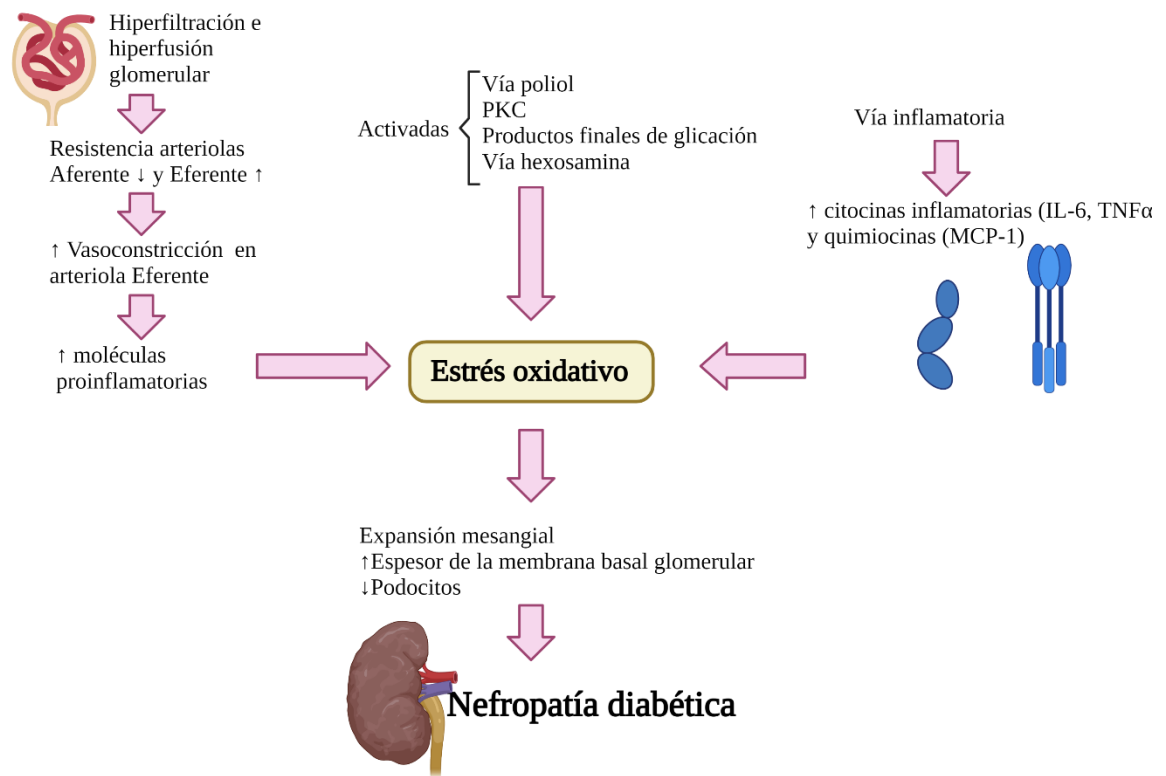 Hiperfiltración e
hiperfusión
glomerular
Resistencia arteriolas
Aferente ↓ y Eferente ↑
↑ Vasoconstricción en
arteriola Eferente
↑ moléculas
proinflamatorias
Activadas
Vía poliol
PKC
Productos finales de glicación
Vía hexosamina
Vía inflamatoria
↑ citocinas inflamatorias (IL-6, TNFα
y quimiocinas (MCP-1)
Estrés oxidativo
Expansión mesangial
↑Espesor de la membrana basal glomerular
↓Podocitos
Nefropatía diabética